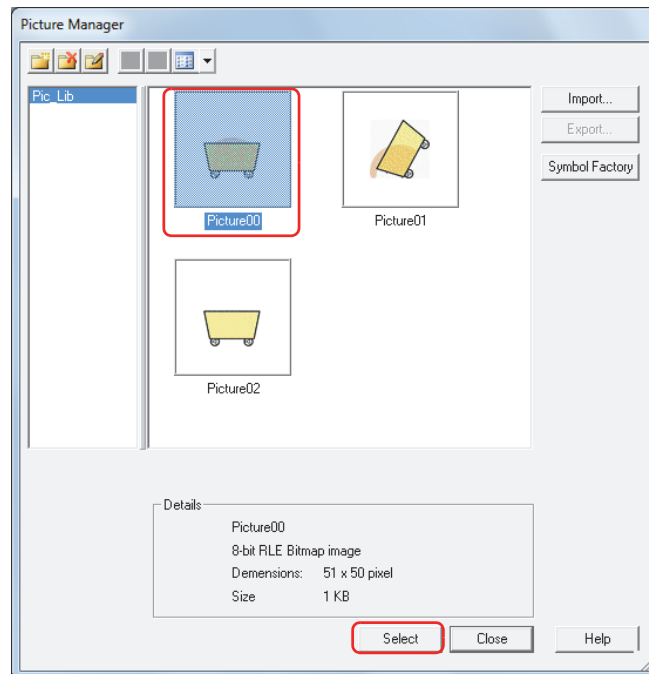 Picture Manager
Pic_Lib
Picture00
Picture01
Picture02
Import...
Export...
Symbol Factory
Details
Picture00
8-bit RLE Bitmap image
Demensions: 51 x 50 pixel
Size 1 KB
Select
Close
Help